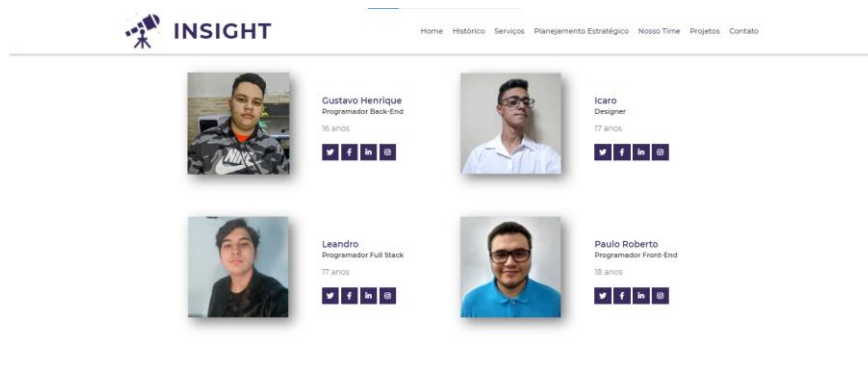 INSIGHT
Home Histórico Serviços Planejamento Estratégico Nosso Time Projetos Contato
Gustavo Henrique
Programador Back-End
16 anos
Icaro
Designer
17 anos
Leandro
Programador Full Stack
17 anos
Paulo Roberto
Programador Front-End
18 anos